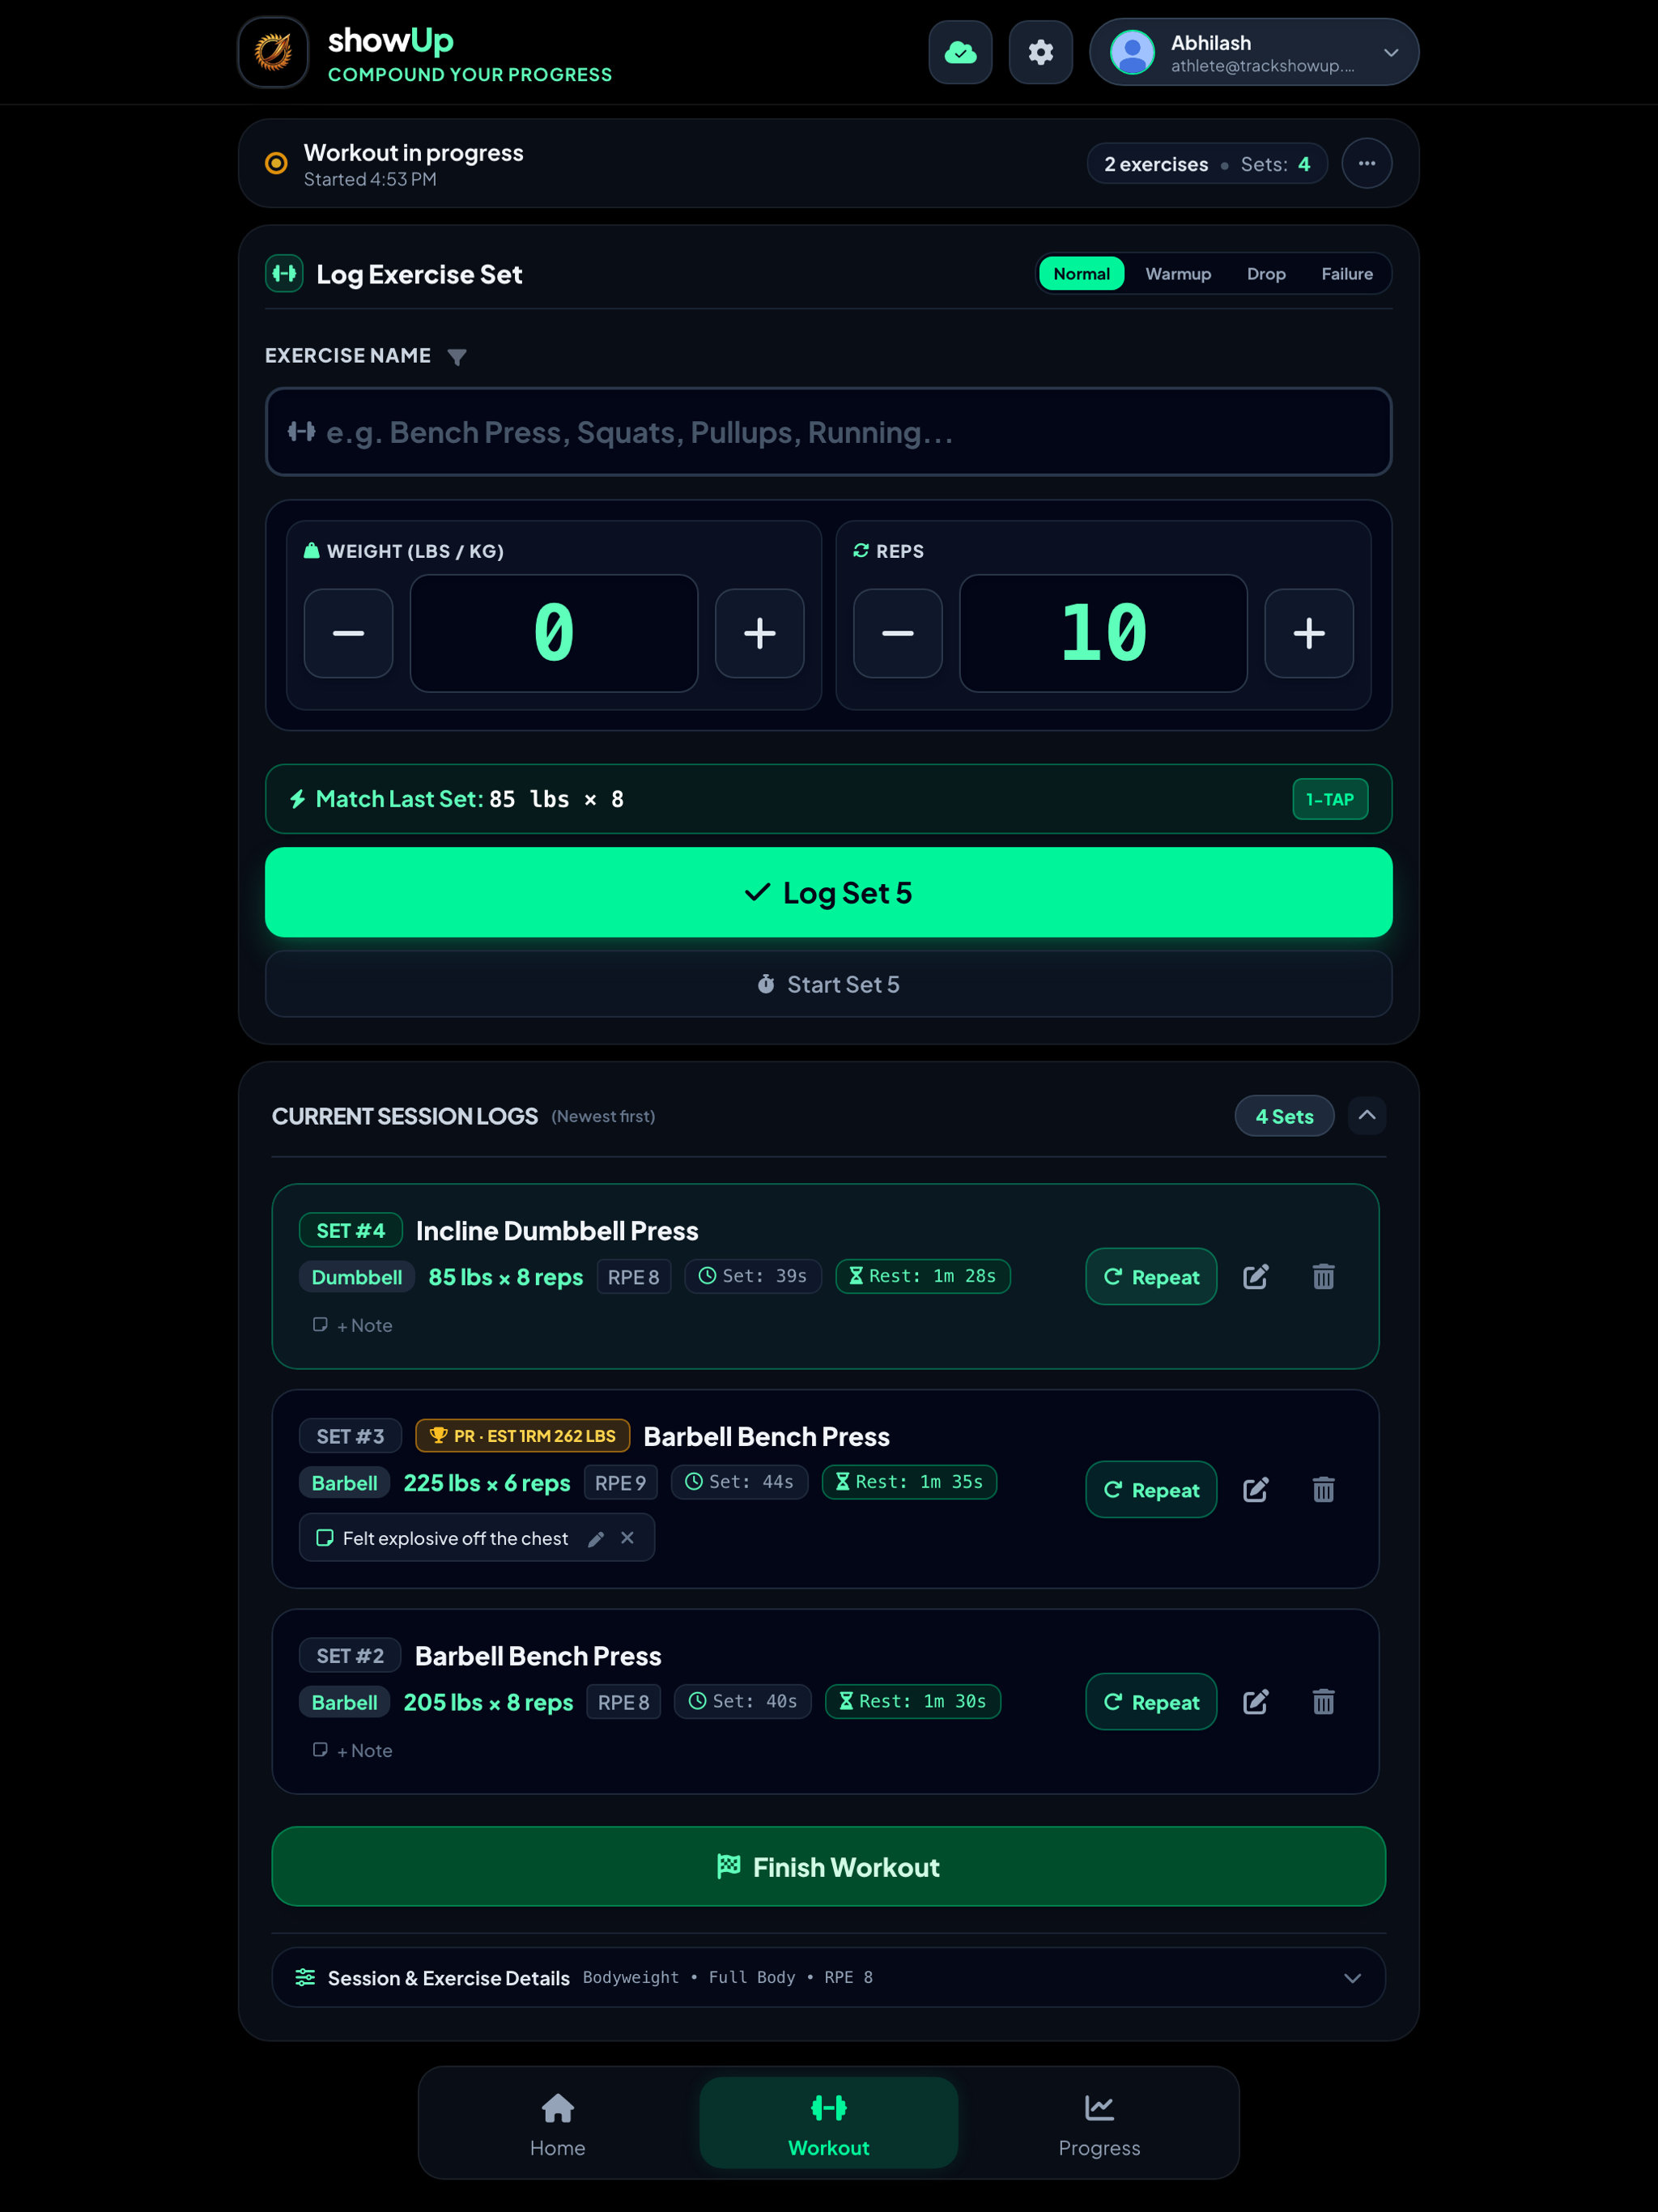 showUp
COMPOUND YOUR PROGRESS
Abhilash
athlete@trackshowup....
Workout in progress
Started 4:53 PM
2 exercises • Sets: 4
Log Exercise Set
Normal Warmup Drop Failure
EXERCISE NAME
e.g. Bench Press, Squats, Pullups, Running...
WEIGHT (LBS / KG)
0
REPS
10
Match Last Set: 85 lbs × 8
1-TAP
Log Set 5
Start Set 5
CURRENT SESSION LOGS (Newest first)
4 Sets
SET #4 Incline Dumbbell Press
Dumbbell 85 lbs × 8 reps RPE 8 Set: 39s Rest: 1m 28s
Repeat
+ Note
SET #3 PR · EST 1RM 262 LBS Barbell Bench Press
Barbell 225 lbs × 6 reps RPE 9 Set: 44s Rest: 1m 35s
Repeat
Felt explosive off the chest
SET #2 Barbell Bench Press
Barbell 205 lbs × 8 reps RPE 8 Set: 40s Rest: 1m 30s
Repeat
+ Note
Finish Workout
Session & Exercise Details Bodyweight • Full Body • RPE 8
Home
Workout
Progress